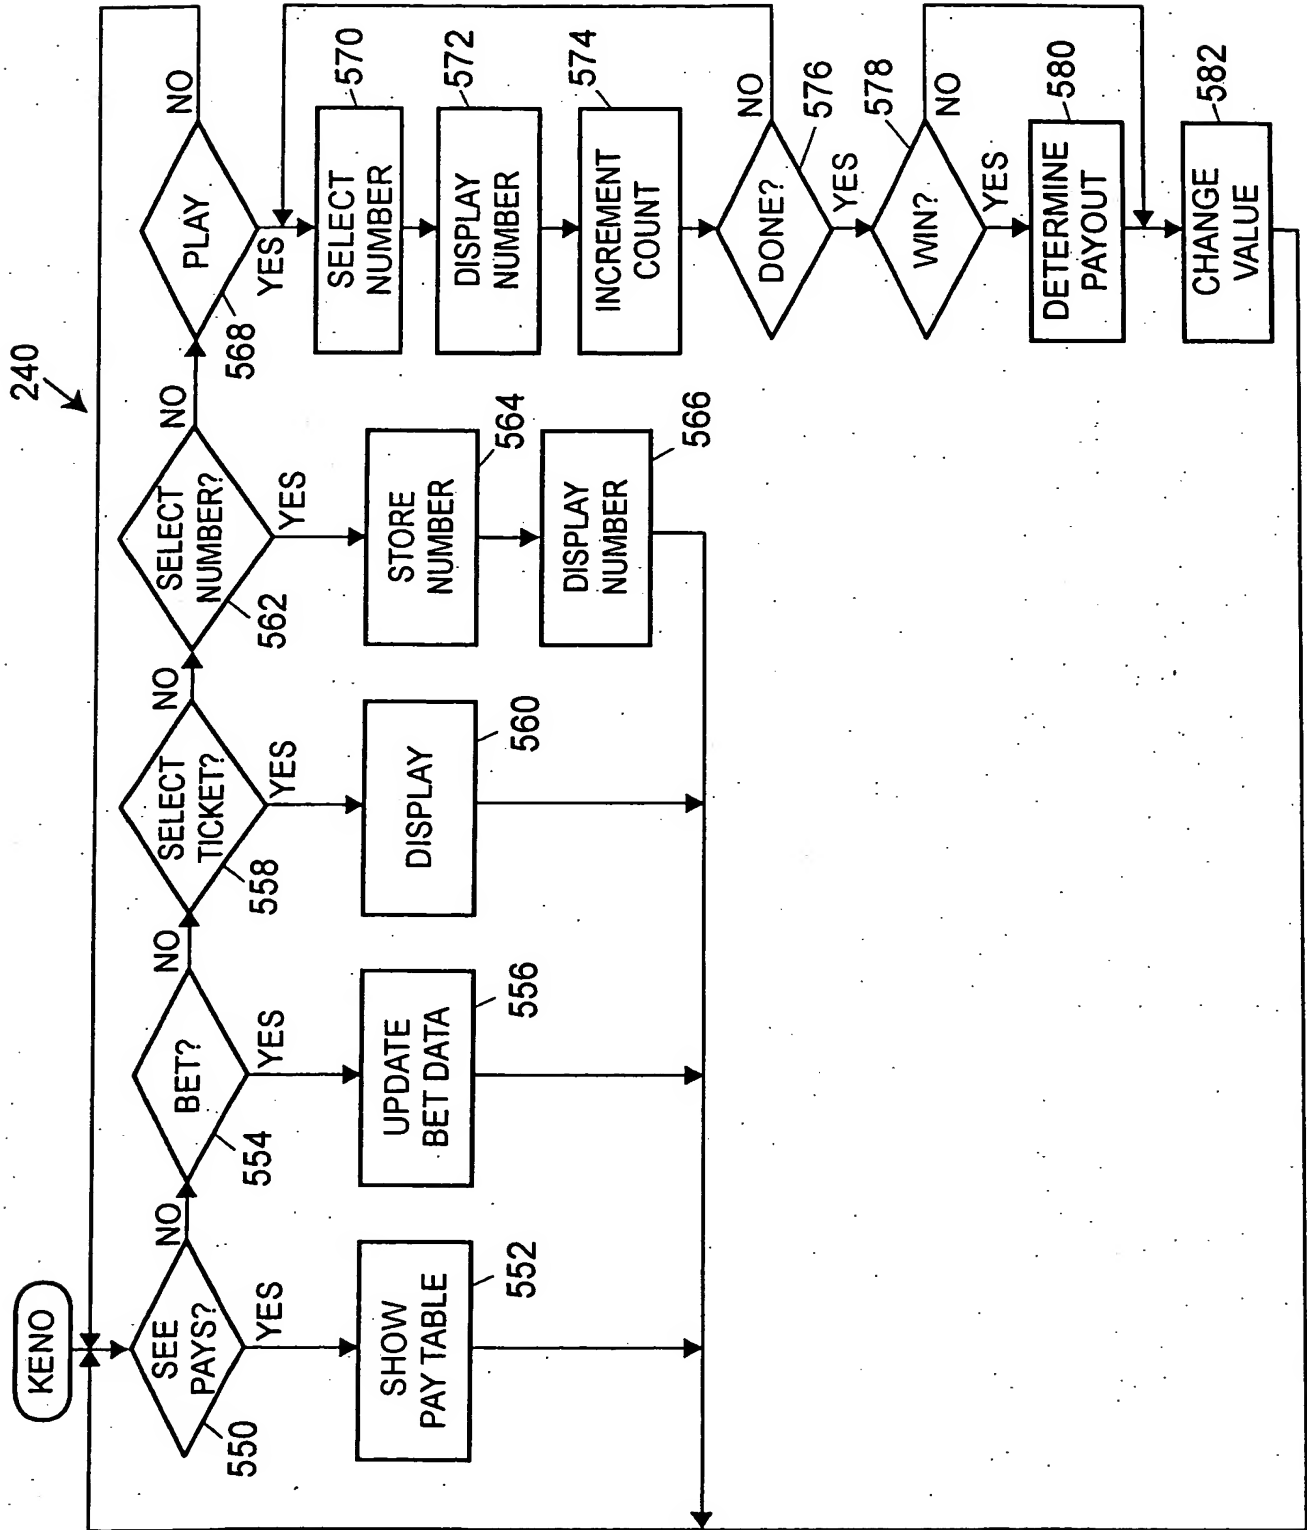 240
KENO
SEE
PAYS?
550
NO
YES
SHOW
PAY TABLE
552
BET?
554
NO
YES
UPDATE
BET DATA
556
SELECT
TICKET?
558
NO
YES
DISPLAY
560
SELECT
NUMBER?
562
NO
YES
STORE
NUMBER
564
DISPLAY
NUMBER
566
PLAY
568
NO
YES
SELECT
NUMBER
570
DISPLAY
NUMBER
572
INCREMENT
COUNT
574
DONE?
576
NO
YES
WIN?
578
NO
YES
DETERMINE
PAYOUT
580
CHANGE
VALUE
582